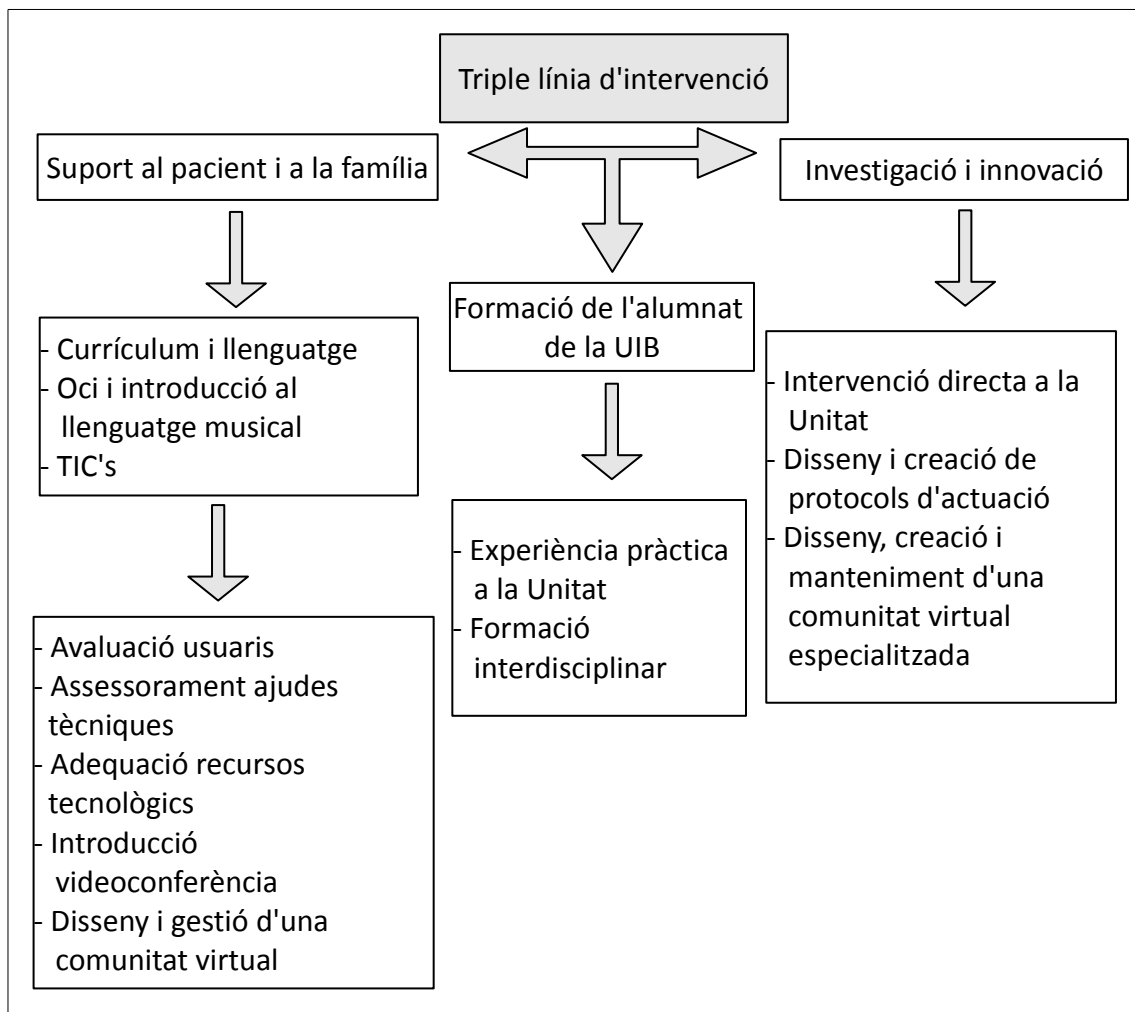 Triple línia d'intervenció
Suport al pacient i a la família
Investigació i innovació
Formació de l'alumnat
de la UIB
- Currículum i llenguatge
- Oci i introducció al
llenguatge musical
- TIC's
- Intervenció directa a la
Unitat
- Disseny i creació de
protocols d'actuació
- Disseny, creació i
manteniment d'una
comunitat virtual
especialitzada
- Experiència pràctica
a la Unitat
- Formació
interdisciplinar
- Avaluació usuaris
- Assessorament ajudes
tècniques
- Adequació recursos
tecnològics
- Introducció
videoconferència
- Disseny i gestió d'una
comunitat virtual